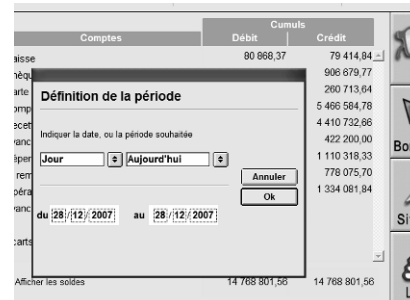 Cumuls
Comptes Débit Crédit
aisse 80 868,37 79 414,84
906 679,77
260 713,64
5 466 584,78
4 410 732,66
422 200,00
1 110 318,33
778 075,70
1 334 081,84
Définition de la période
Indiquer la date, ou la période souhaitée
Jour Aujourd'hui
Annuler
Ok
du 28/12/2007 au 28/12/2007
Afficher les soldes 14 768 801,56 14 768 801,56